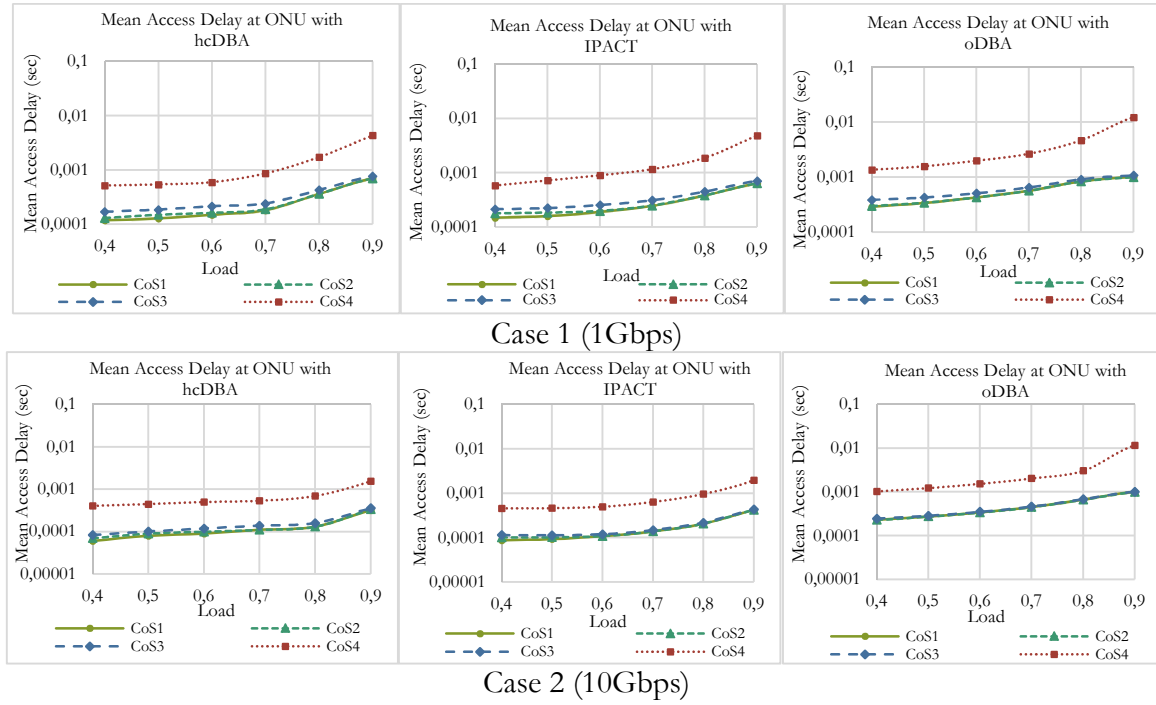 Mean Access Delay at ONU with
hcDBA
Mean Access Delay (sec)
0,1
0,01
0,001
0,0001
0,4 0,5 0,6 0,7 0,8 0,9
Load
CoS1 CoS2
CoS3 CoS4
Mean Access Delay at ONU with
IPACT
Mean Access Delay (sec)
0,1
0,01
0,001
0,0001
0,4 0,5 0,6 0,7 0,8 0,9
Load
CoS1 CoS2
CoS3 CoS4
Mean Access Delay at ONU with
oDBA
Mean Access Delay (sec)
0,1
0,01
0,001
0,0001
0,4 0,5 0,6 0,7 0,8 0,9
Load
CoS1 CoS2
CoS3 CoS4
Case 1 (1Gbps)
Mean Access Delay at ONU with
hcDBA
Mean Access Delay (sec)
0,1
0,01
0,001
0,0001
0,00001
0,4 0,5 0,6 0,7 0,8 0,9
Load
CoS1 CoS2
CoS3 CoS4
Mean Access Delay at ONU with
IPACT
Mean Access Delay (sec)
0,1
0,01
0,001
0,0001
0,00001
0,4 0,5 0,6 0,7 0,8 0,9
Load
CoS1 CoS2
CoS3 CoS4
Mean Access Delay at ONU with
oDBA
Mean Access Delay (sec)
0,1
0,01
0,001
0,0001
0,00001
0,4 0,5 0,6 0,7 0,8 0,9
Load
CoS1 CoS2
CoS3 CoS4
Case 2 (10Gbps)